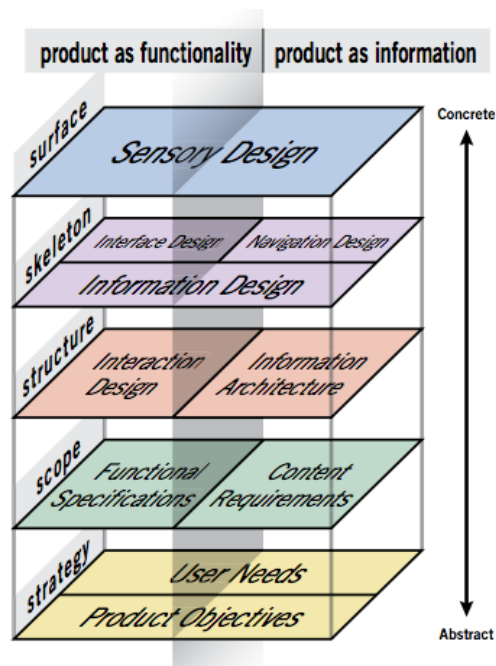 product as functionality
product as information
Concrete
surface
Sensory Design
skeleton
Interface Design
Navigation Design
Information Design
structure
Interaction
Design
Information
Architecture
scope
Functional
Specifications
Content
Requirements
strategy
User Needs
Product Objectives
Abstract